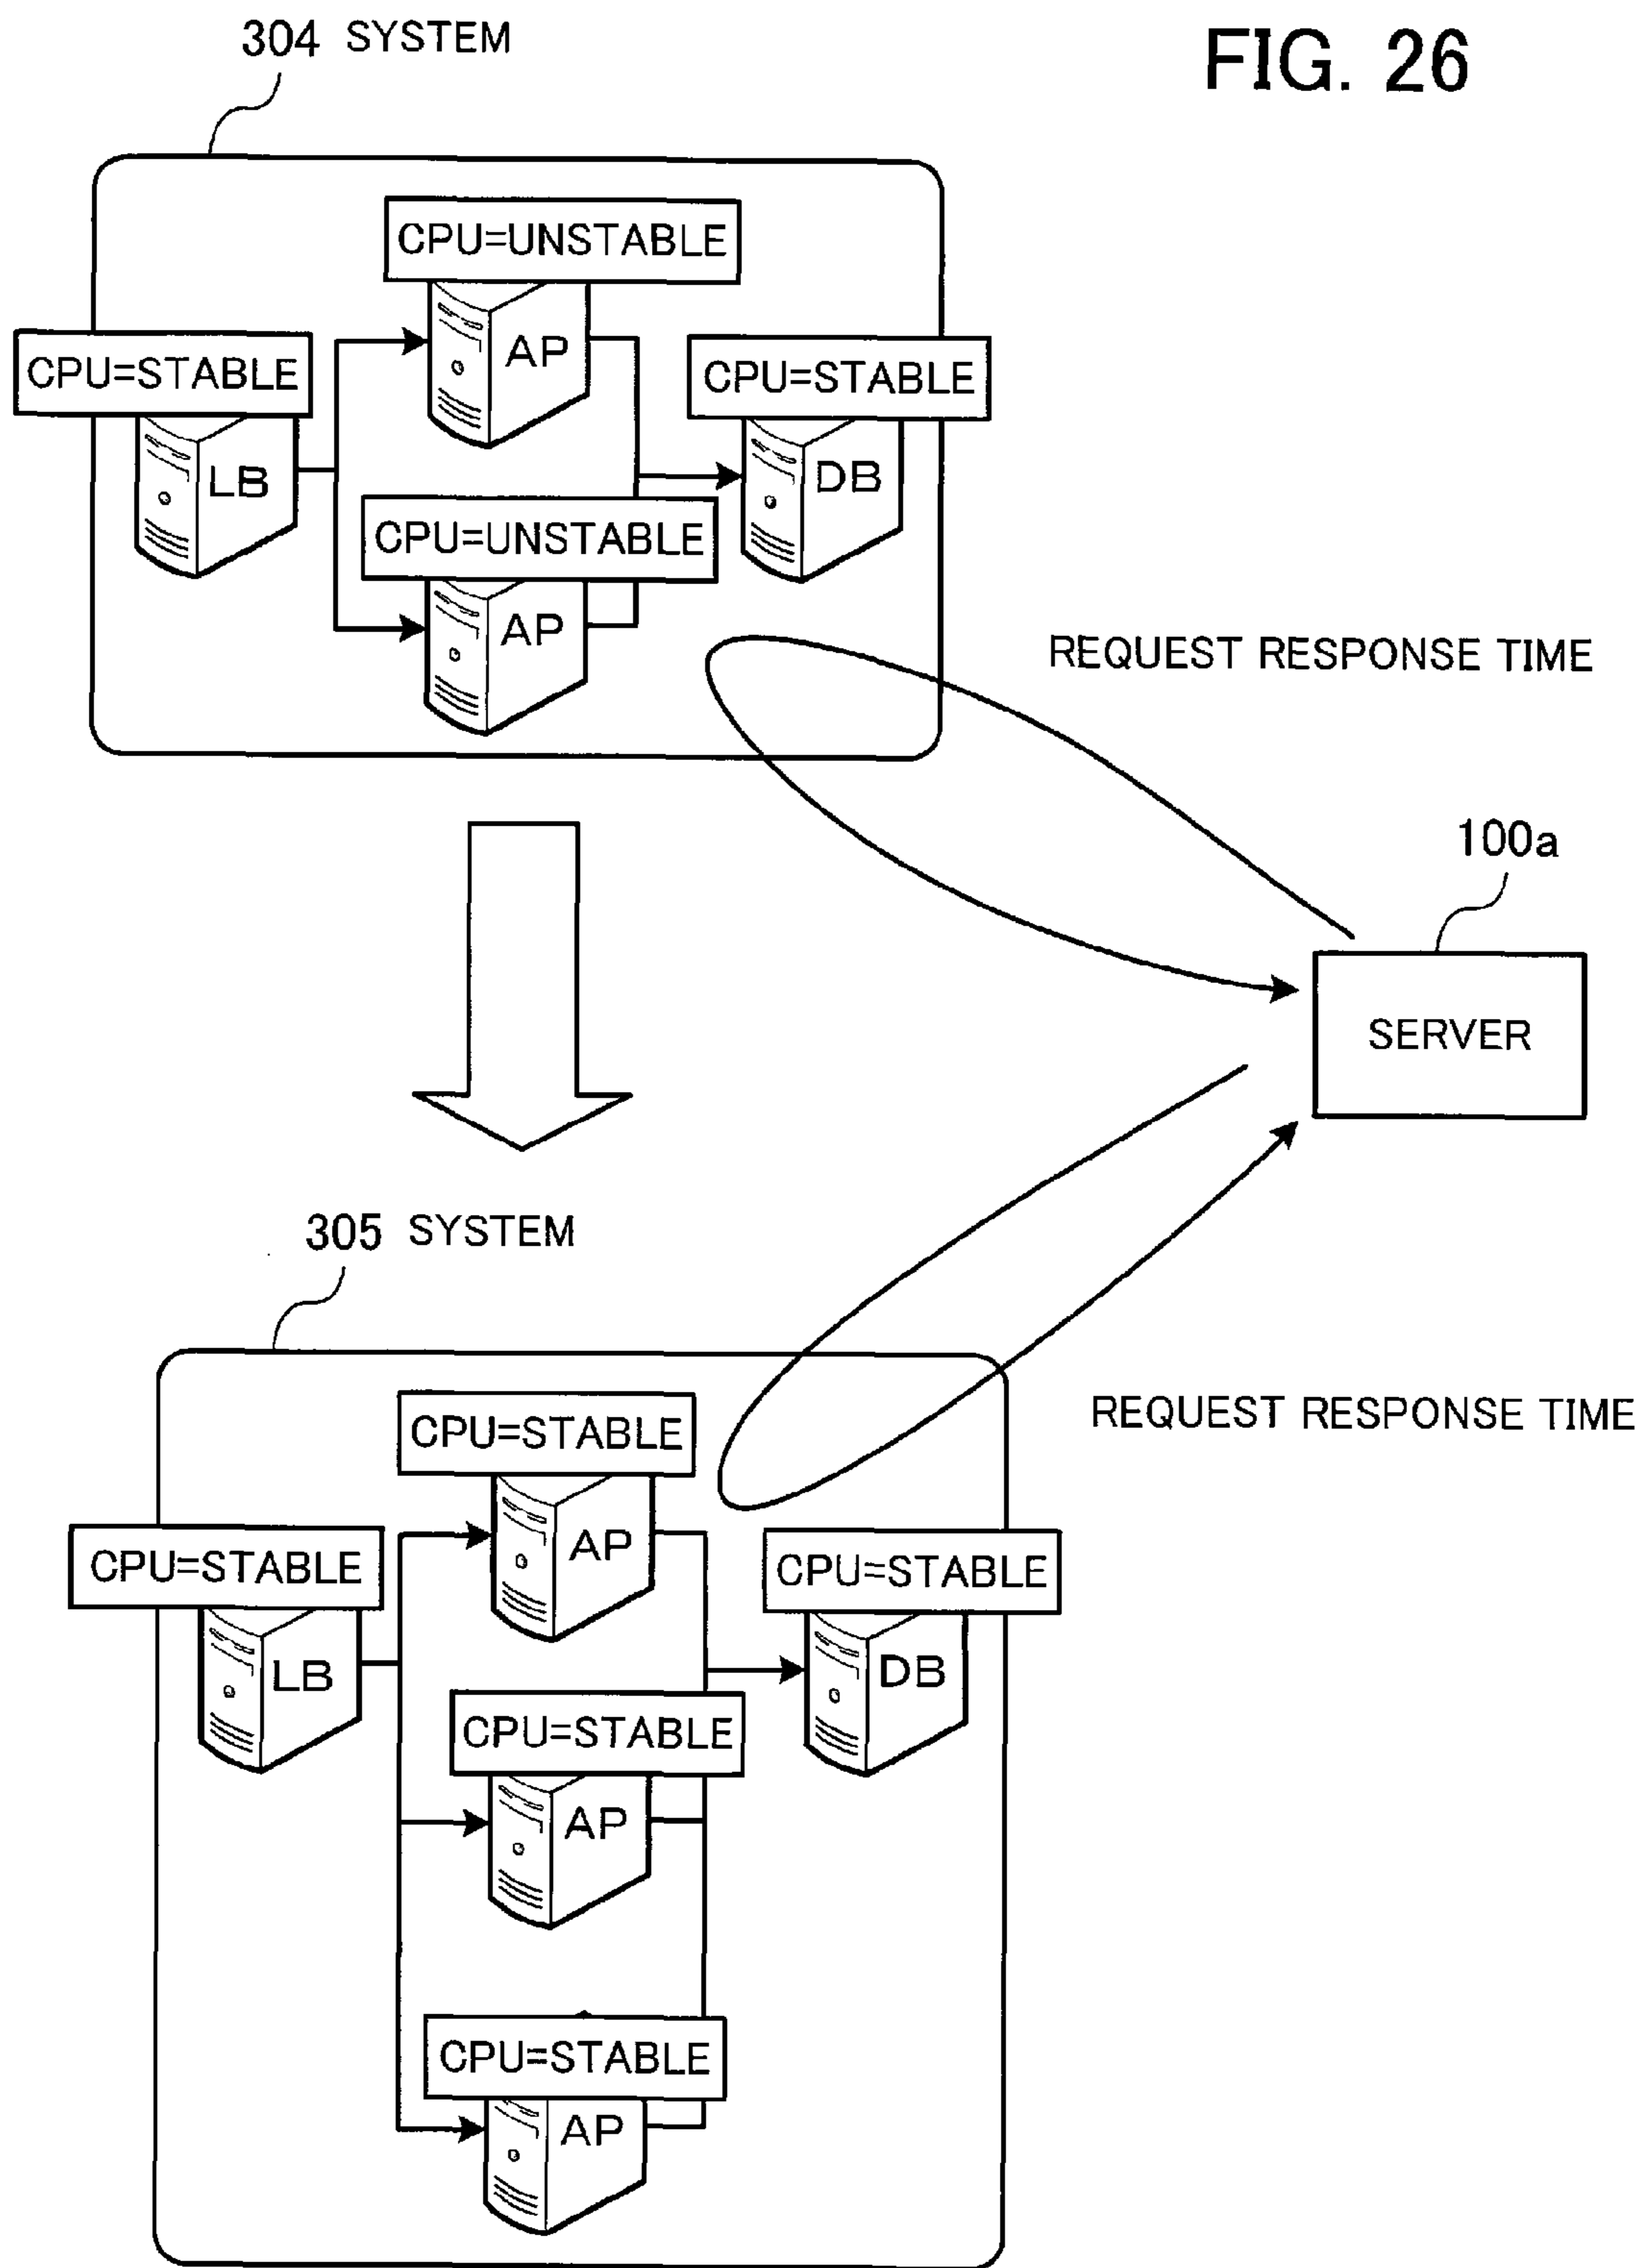 FIG. 26
304 SYSTEM
CPU=UNSTABLE
AP
CPU=STABLE
LB
CPU=STABLE
DB
CPU=UNSTABLE
AP
REQUEST RESPONSE TIME
100a
SERVER
305 SYSTEM
REQUEST RESPONSE TIME
CPU=STABLE
AP
CPU=STABLE
LB
CPU=STABLE
DB
CPU=STABLE
AP
CPU=STABLE
AP